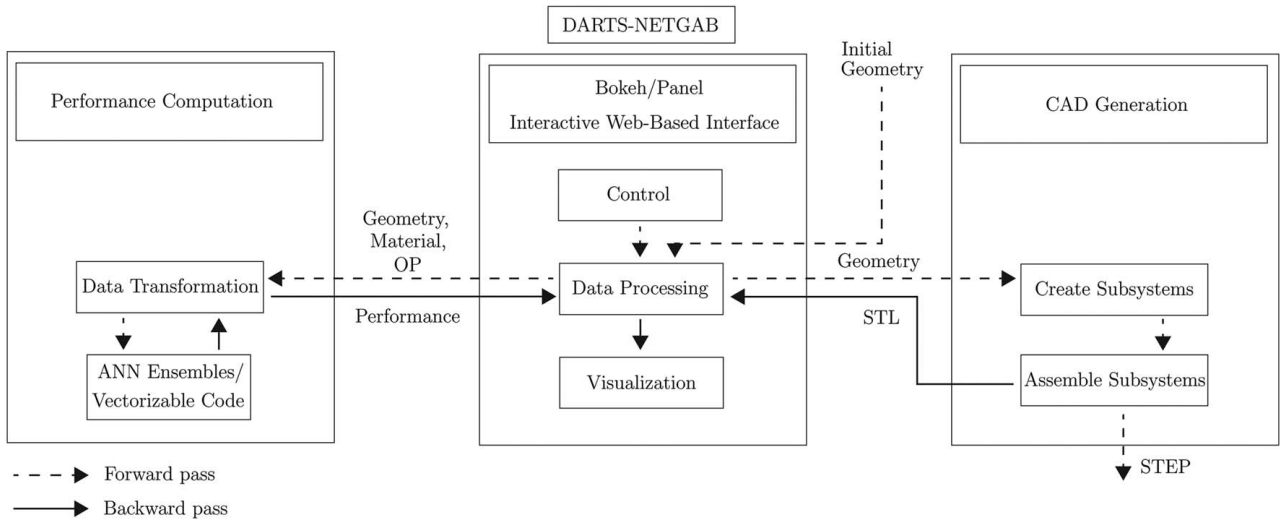 DARTS-NETGAB
Performance Computation
Geometry,
Material,
OP
Performance
Data Transformation
ANN Ensembles/
Vectorizable Code
Bokeh/Panel
Interactive Web-Based Interface
Control
Data Processing
Visualization
Initial
Geometry
Geometry
STL
CAD Generation
Create Subsystems
Assemble Subsystems
STEP
Forward pass
Backward pass